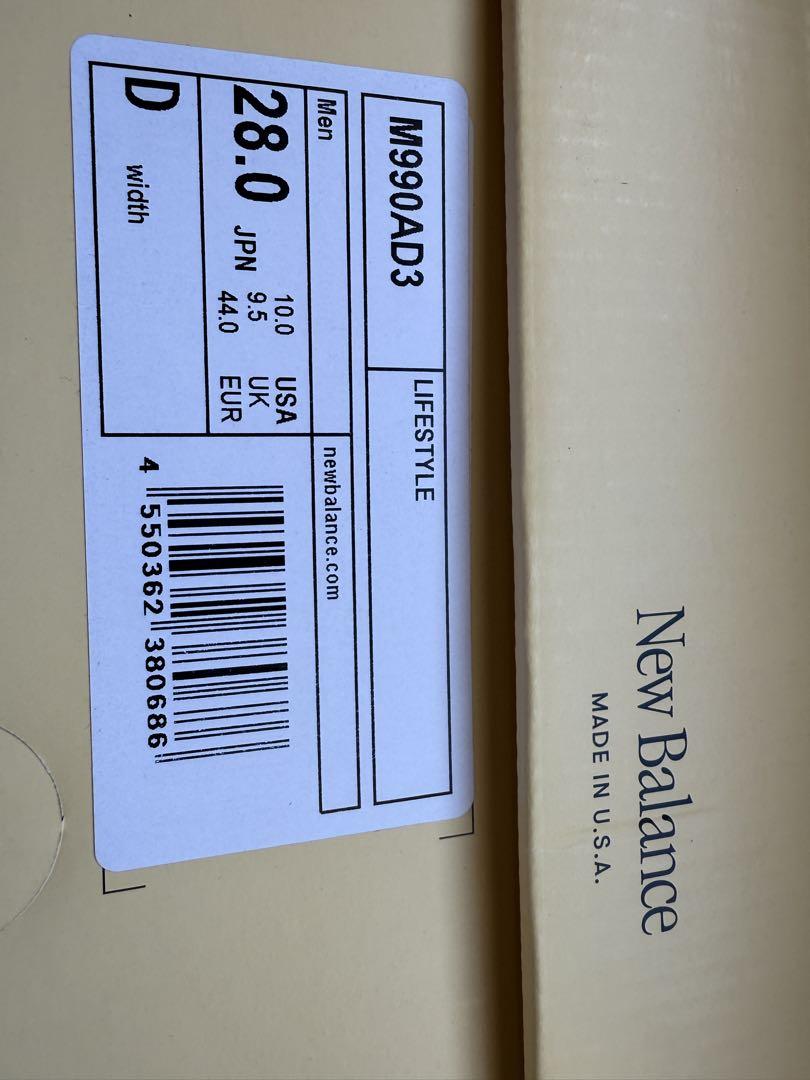 M990AD3
LIFESTYLE
Men
newbalance.com
28.0 JPN
10.0 USA
9.5 UK
44.0 EUR
D width
4 550362 380686
New Balance
MADE IN U.S.A.